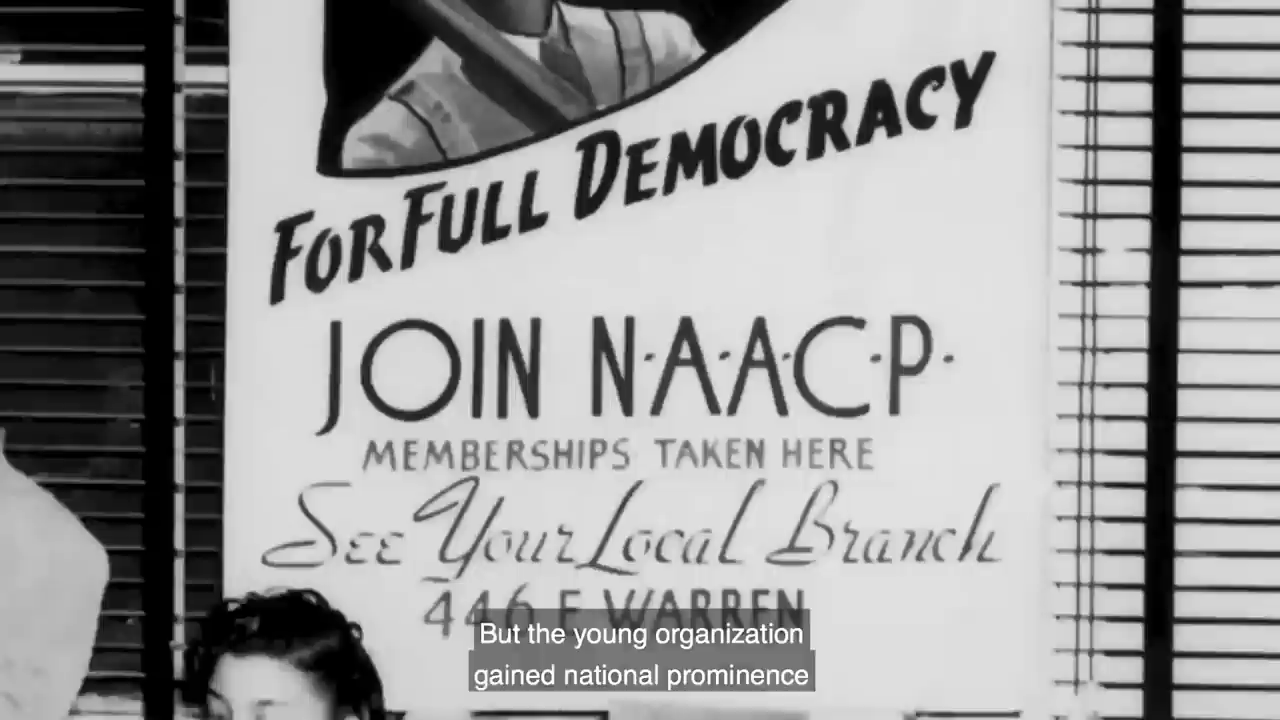 FOR FULL DEMOCRACY
JOIN N·A·A·C·P·
MEMBERSHIPS TAKEN HERE
See Your Local Branch
446 E WARREN
But the young organization
gained national prominence